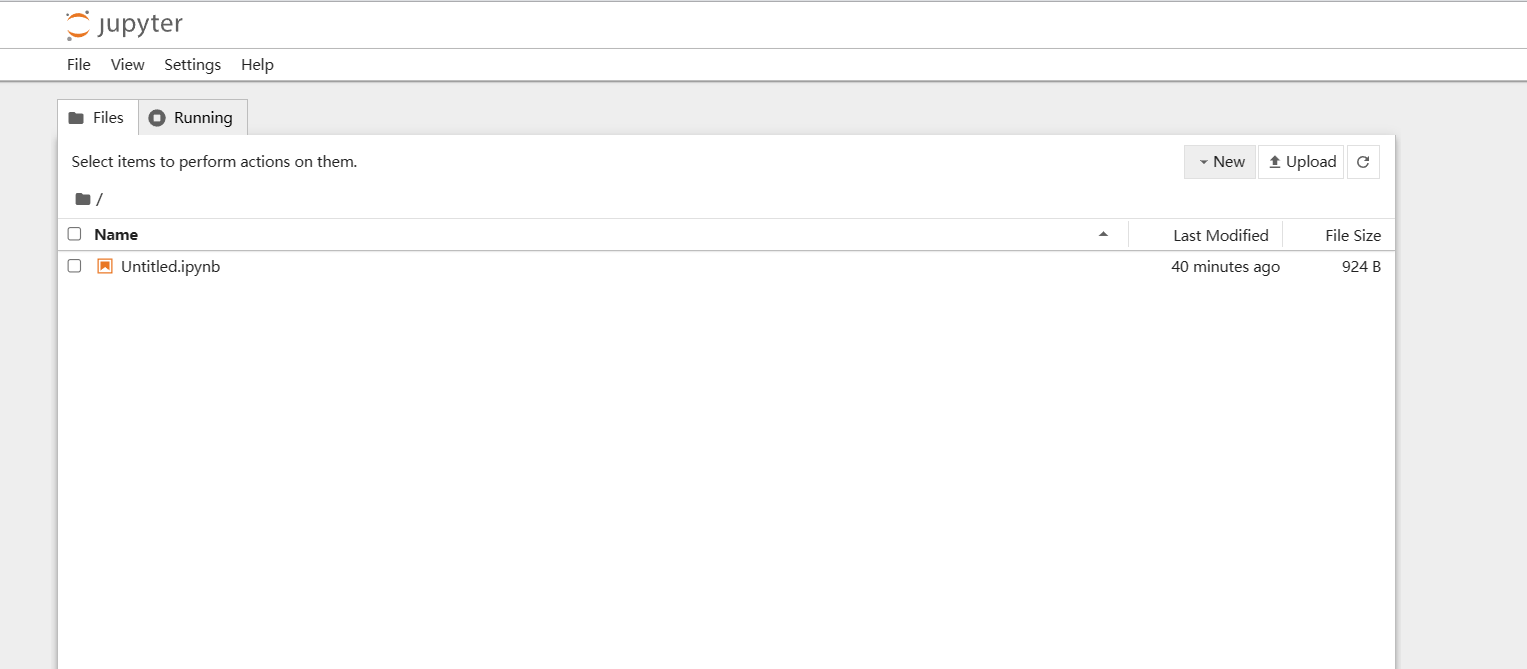 jupyter
File View Settings Help
Files Running
Select items to perform actions on them.
New Upload
/
Name Last Modified File Size
Untitled.ipynb 40 minutes ago 924 B